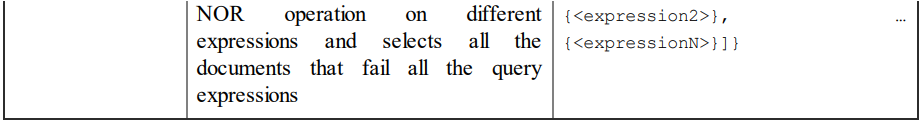 NOR operation on different
expressions and selects all the
documents that fail all the query
expressions
{<expression2>}, …
{<expressionN>}]}